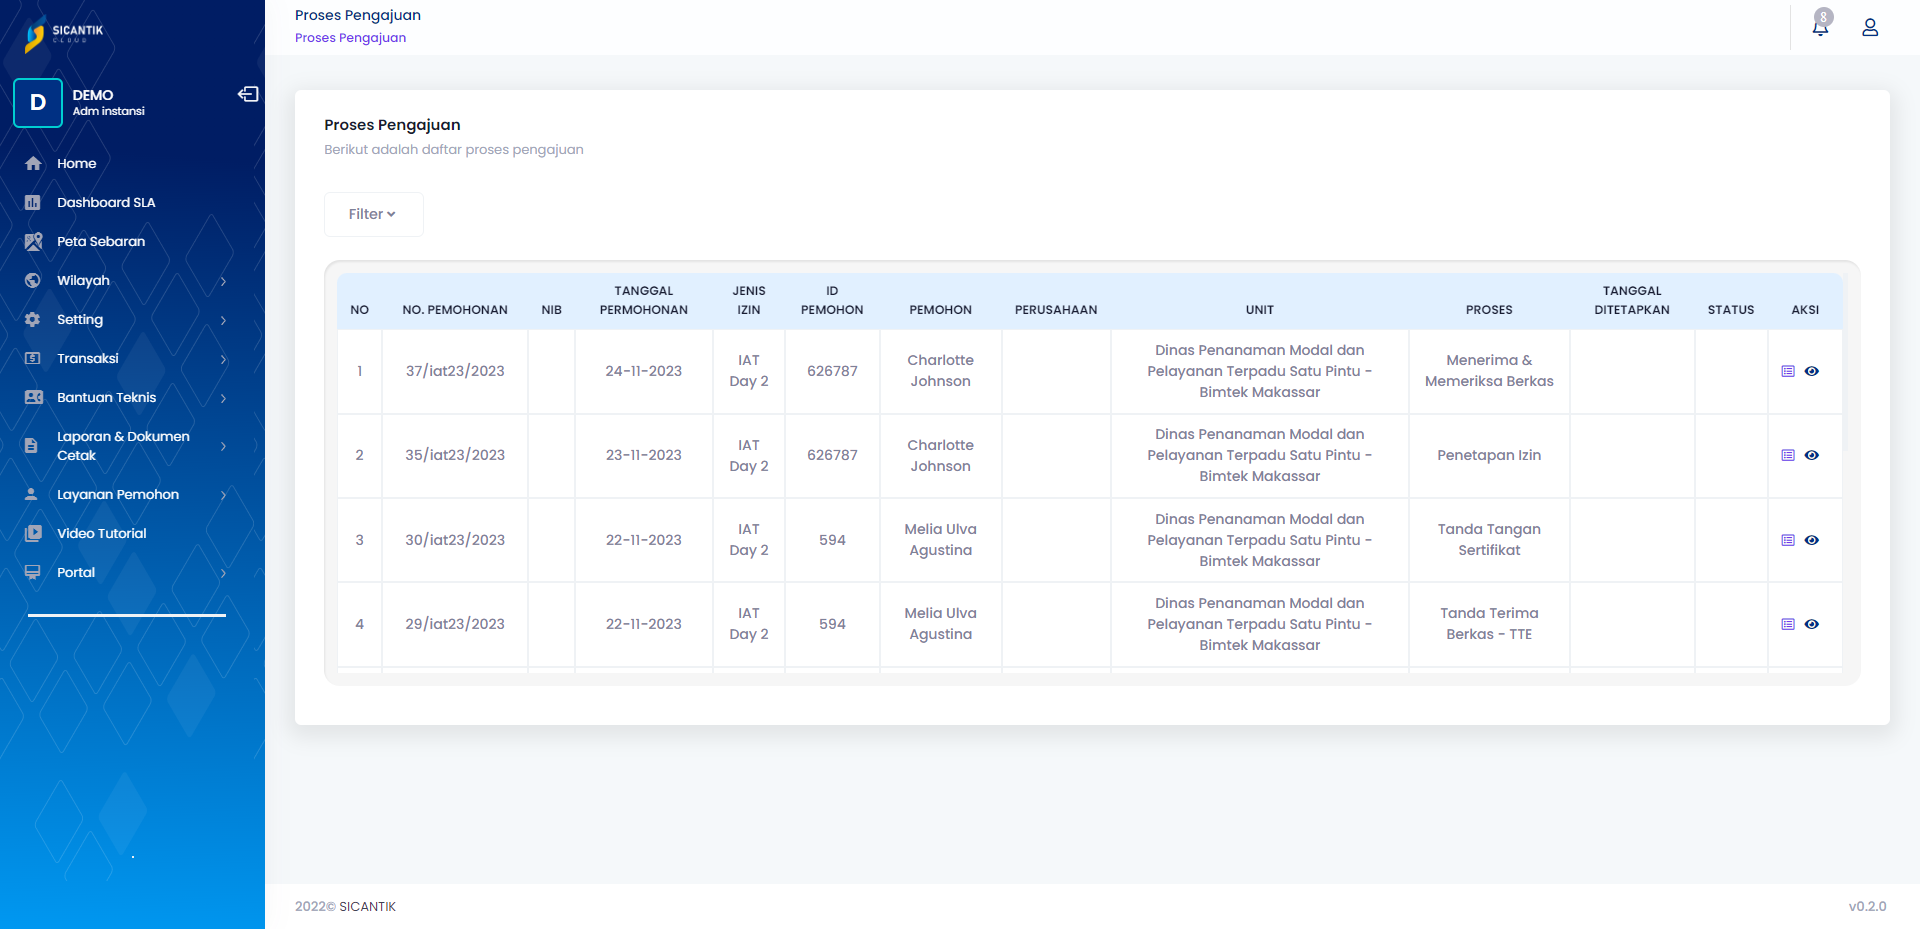 SICANTIK
CLOUD
D
DEMO
Adm instansi
Home
Dashboard SLA
Peta Sebaran
Wilayah
Setting
Transaksi
Bantuan Teknis
Laporan & Dokumen
Cetak
Layanan Pemohon
Video Tutorial
Portal
Proses Pengajuan
Proses Pengajuan
8
Proses Pengajuan
Berikut adalah daftar proses pengajuan
Filter
NO NO. PEMOHONAN NIB TANGGAL PERMOHONAN JENIS IZIN ID PEMOHON PEMOHON PERUSAHAAN UNIT PROSES TANGGAL DITETAPKAN STATUS AKSI
1 37/iat23/2023 24-11-2023 IAT Day 2 626787 Charlotte Johnson Dinas Penanaman Modal dan Pelayanan Terpadu Satu Pintu - Bimtek Makassar Menerima & Memeriksa Berkas
2 35/iat23/2023 23-11-2023 IAT Day 2 626787 Charlotte Johnson Dinas Penanaman Modal dan Pelayanan Terpadu Satu Pintu - Bimtek Makassar Penetapan Izin
3 30/iat23/2023 22-11-2023 IAT Day 2 594 Melia Ulva Agustina Dinas Penanaman Modal dan Pelayanan Terpadu Satu Pintu - Bimtek Makassar Tanda Tangan Sertifikat
4 29/iat23/2023 22-11-2023 IAT Day 2 594 Melia Ulva Agustina Dinas Penanaman Modal dan Pelayanan Terpadu Satu Pintu - Bimtek Makassar Tanda Terima Berkas - TTE
2022© SICANTIK
v0.2.0